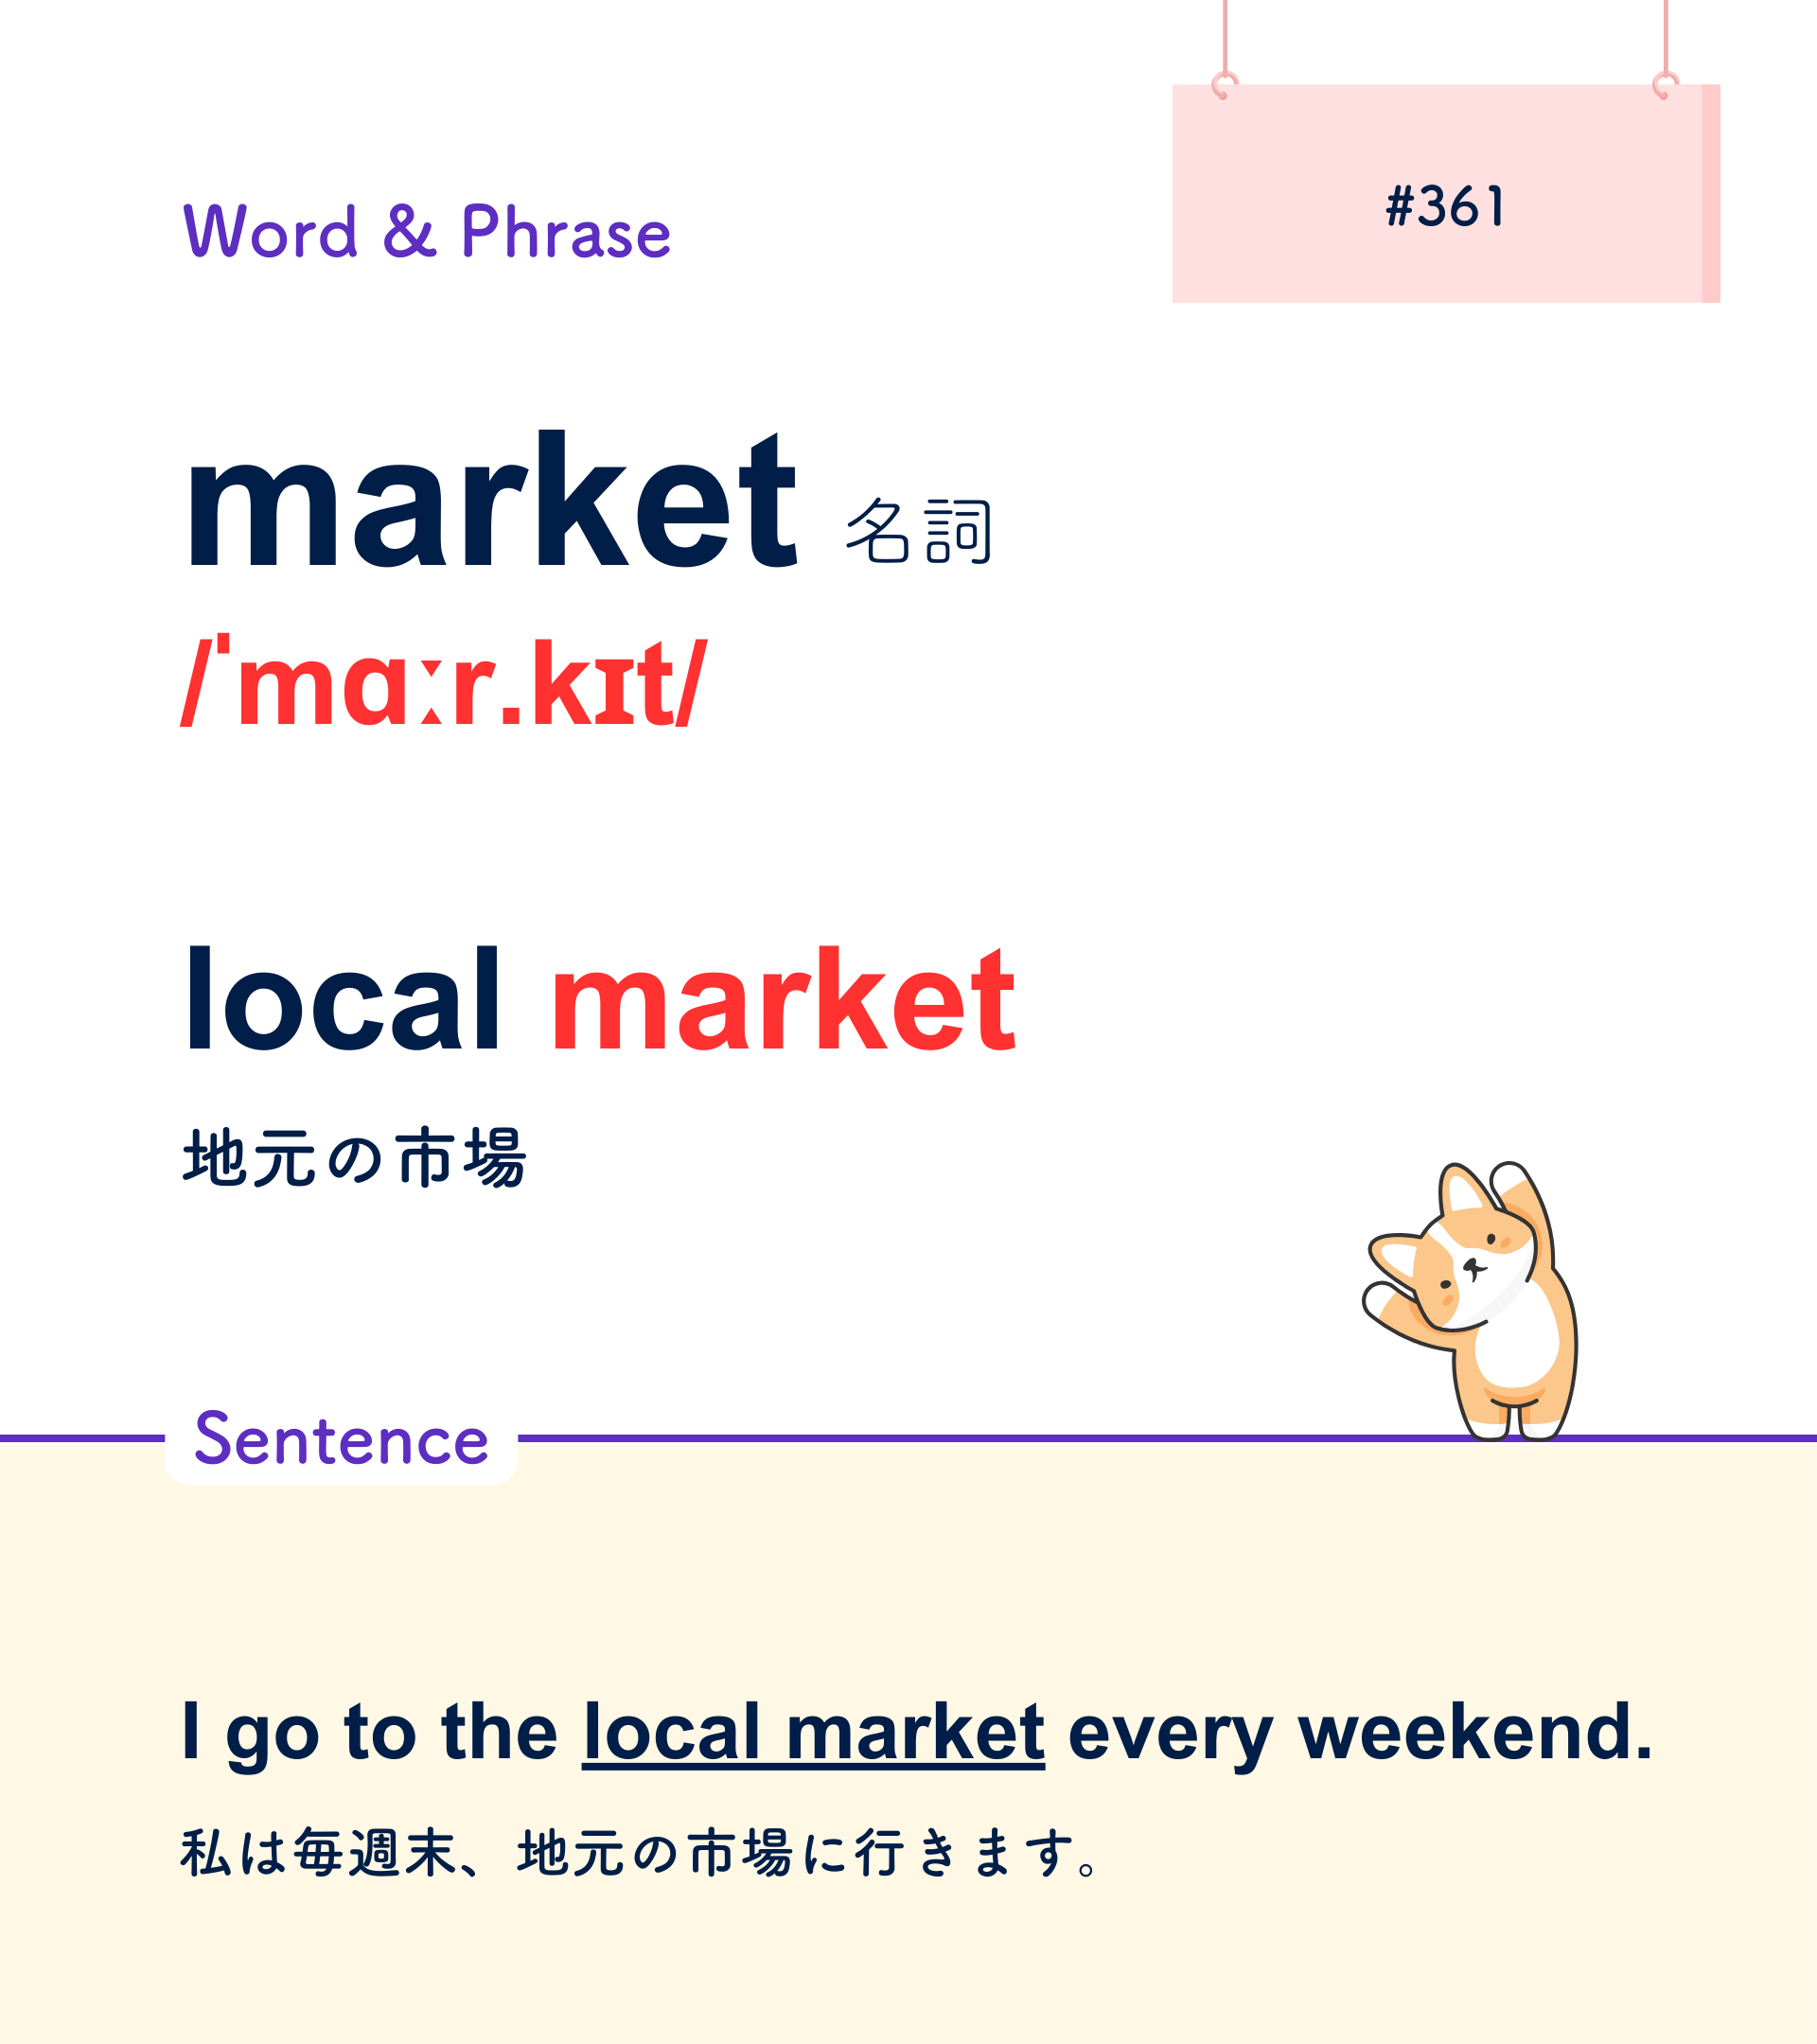 #361
Word & Phrase
market 名詞
/ˈmɑːr.kɪt/
local market
地元の市場
Sentence
I go to the local market every weekend.
私は毎週末、地元の市場に行きます。